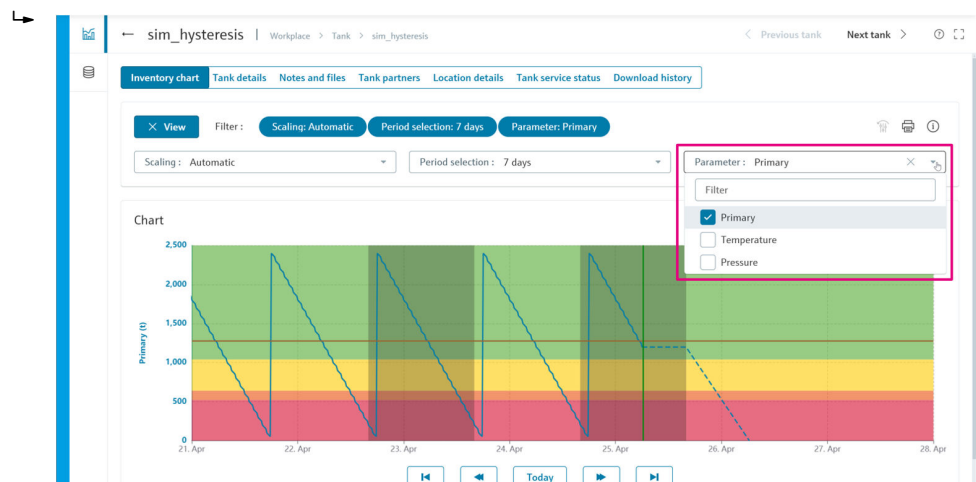 ← sim_hysteresis | Workplace > Tank > sim_hysteresis < Previous tank Next tank >
Inventory chart Tank details Notes and files Tank partners Location details Tank service status Download history
× View Filter : Scaling: Automatic Period selection: 7 days Parameter: Primary
Scaling : Automatic Period selection : 7 days Parameter : Primary
Filter
Primary
Temperature
Pressure
Chart
Primary (t)
2,500
2,000
1,500
1,000
500
0
21. Apr 22. Apr 23. Apr 24. Apr 25. Apr 26. Apr 27. Apr 28. Apr
Today